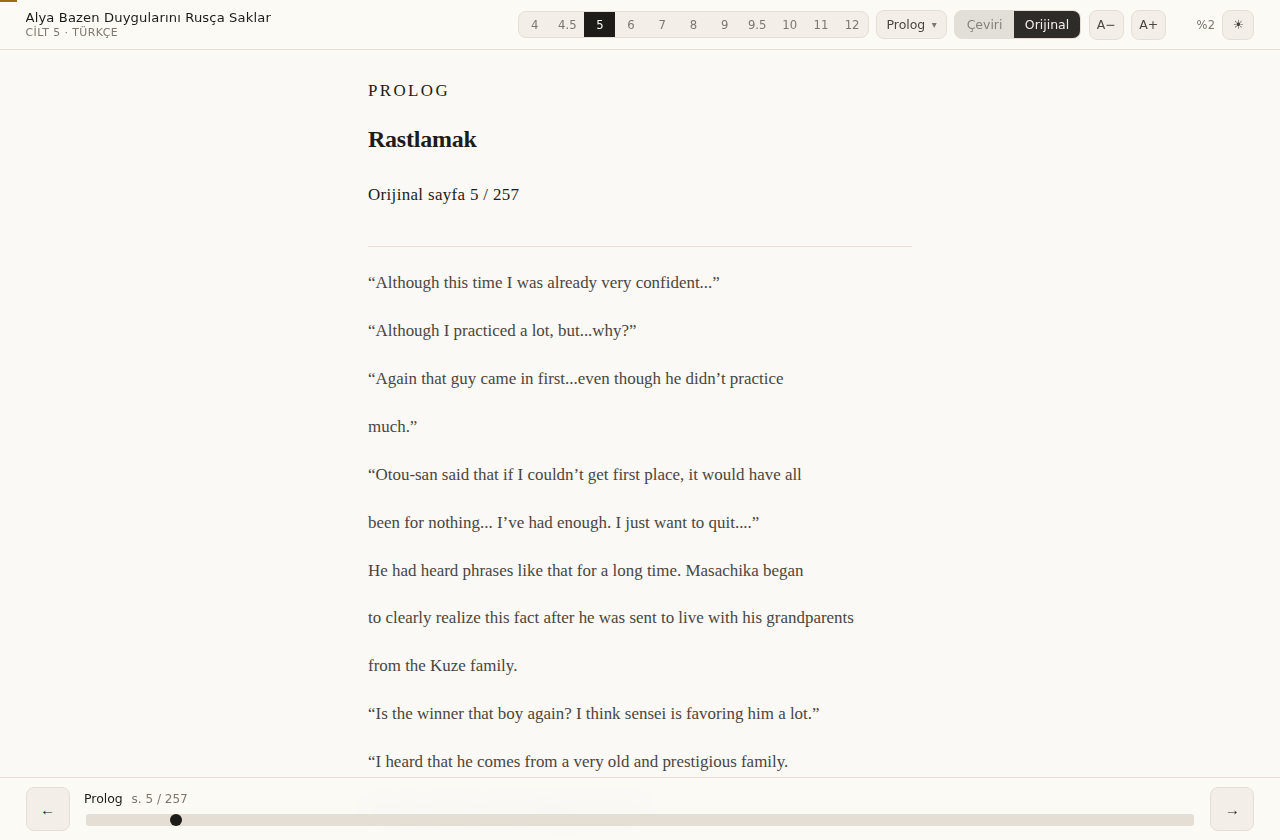 Alya Bazen Duygularını Rusça Saklar
CİLT 5 · TÜRKÇE
4 4.5 5 6 7 8 9 9.5 10 11 12
Prolog ▾
Çeviri Orijinal
A− A+
%2
☀
PROLOG
Rastlamak
Orijinal sayfa 5 / 257
“Although this time I was already very confident...”
“Although I practiced a lot, but...why?”
“Again that guy came in first...even though he didn’t practice
much.”
“Otou-san said that if I couldn’t get first place, it would have all
been for nothing... I’ve had enough. I just want to quit....”
He had heard phrases like that for a long time. Masachika began
to clearly realize this fact after he was sent to live with his grandparents
from the Kuze family.
“Is the winner that boy again? I think sensei is favoring him a lot.”
“I heard that he comes from a very old and prestigious family.
← Prolog s. 5 / 257 →